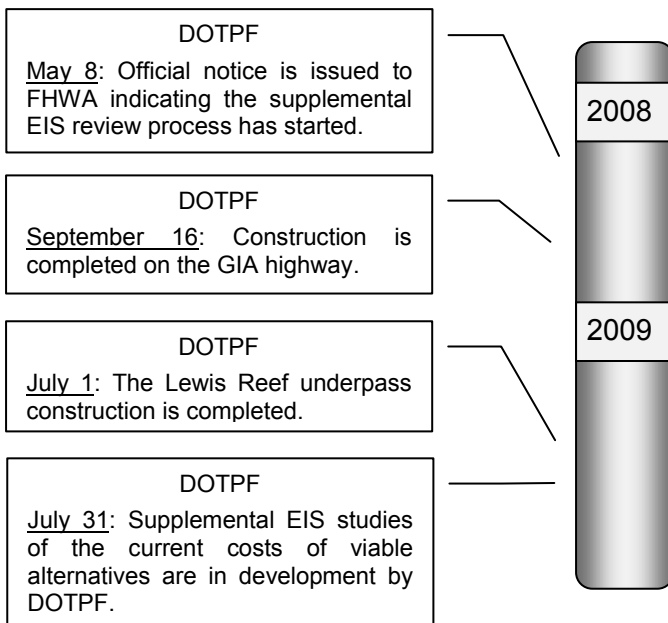 DOTPF
May 8: Official notice is issued to
FHWA indicating the supplemental
EIS review process has started.
2008
DOTPF
September 16: Construction is
completed on the GIA highway.
2009
DOTPF
July 1: The Lewis Reef underpass
construction is completed.
DOTPF
July 31: Supplemental EIS studies
of the current costs of viable
alternatives are in development by
DOTPF.